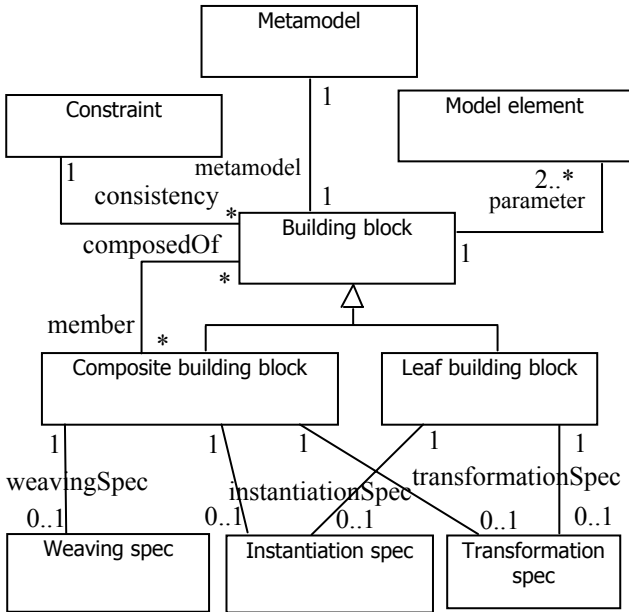 Metamodel
1
Constraint
Model element
1
metamodel
2..*
consistency
parameter
*
1
Building block
composedOf
1
*
member
*
Composite building block
Leaf building block
1
1
1
1
1
weavingSpec
instantiationSpec
transformationSpec
0..1
0..1
0..1
0..1
0..1
Weaving spec
Instantiation spec
Transformation
spec